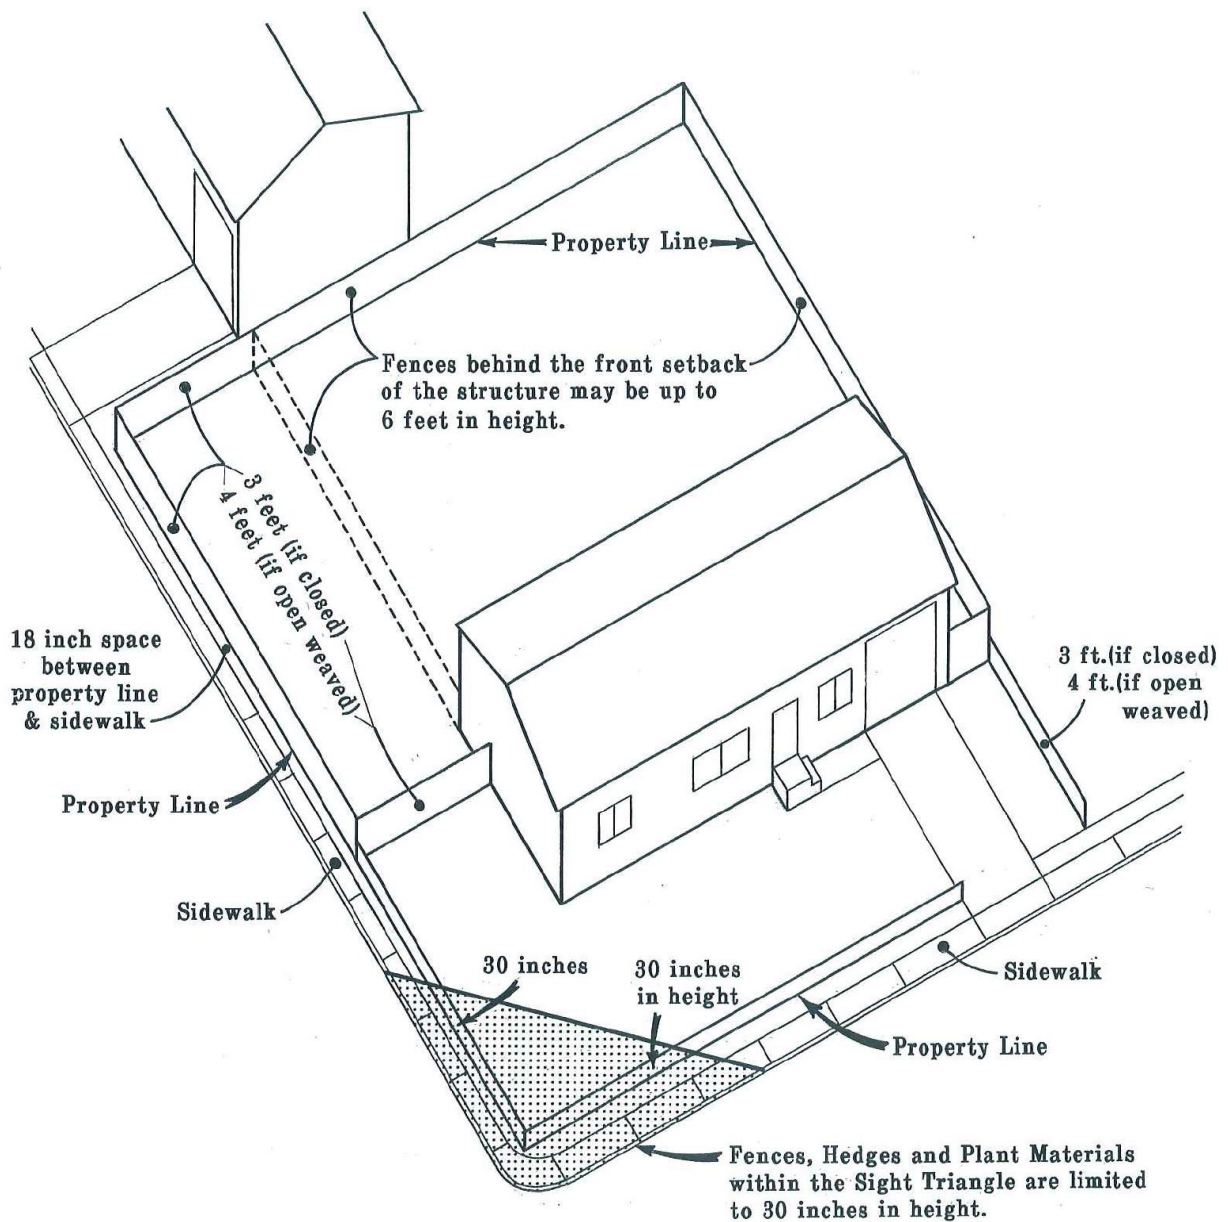 Property Line
Fences behind the front setback
of the structure may be up to
6 feet in height.
3 feet (if closed)
4 feet (if open weaved)
18 inch space
between
property line
& sidewalk
3 ft.(if closed)
4 ft.(if open
weaved)
Property Line
Sidewalk
30 inches
30 inches
in height
Sidewalk
Property Line
Fences, Hedges and Plant Materials
within the Sight Triangle are limited
to 30 inches in height.